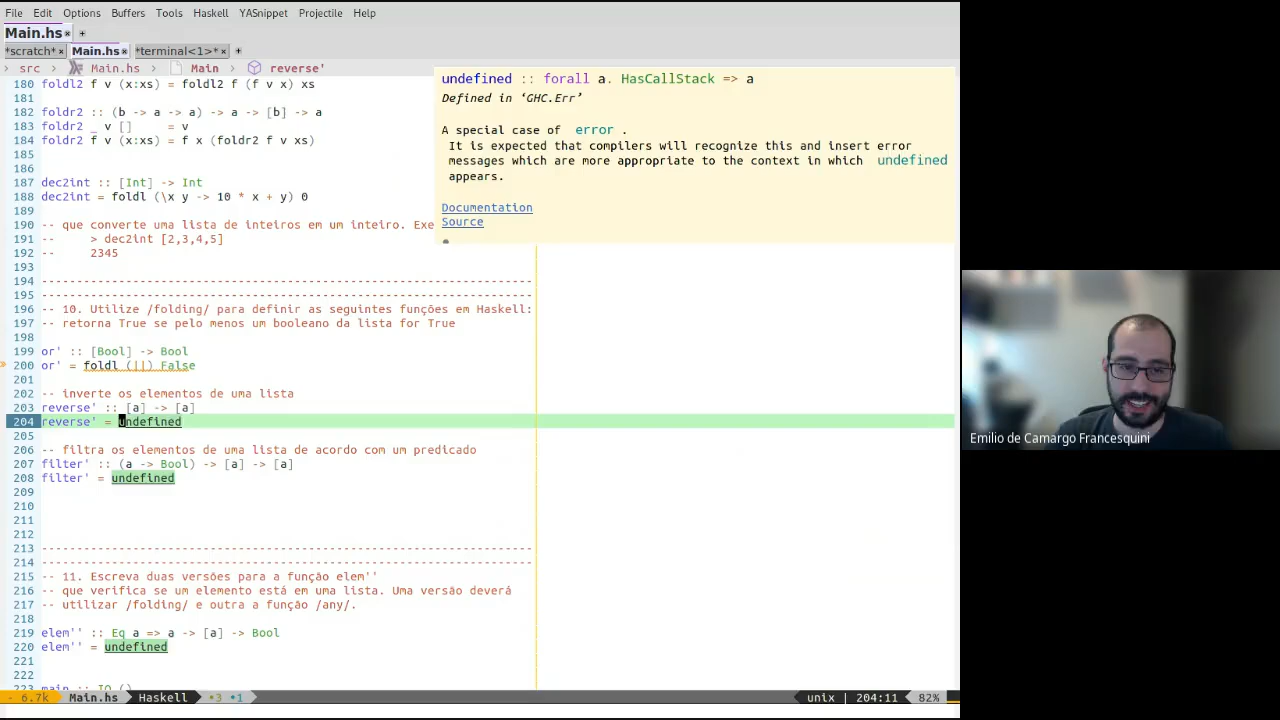 File Edit Options Buffers Tools Haskell YASnippet Projectile Help
Main.hs
*scratch* Main.hs *terminal<1>*
src Main.hs Main reverse'
180 foldl2 f v (x:xs) = foldl2 f (f v x) xs
181
182 foldr2 :: (b -> a -> a) -> a -> [b] -> a
183 foldr2 _ v [] = v
184 foldr2 f v (x:xs) = f x (foldr2 f v xs)
185
186
187 dec2int :: [Int] -> Int
188 dec2int = foldl (\x y -> 10 * x + y) 0
189
190 -- que converte uma lista de inteiros em um inteiro. Exe
191 -- > dec2int [2,3,4,5]
192 -- 2345
193
194 ----------------------------------------------------------------------
195 ----------------------------------------------------------------------
196 -- 10. Utilize /folding/ para definir as seguintes funções em Haskell:
197 -- retorna True se pelo menos um booleano da lista for True
198
199 or' :: [Bool] -> Bool
200 or' = foldl (||) False
201
202 -- inverte os elementos de uma lista
203 reverse' :: [a] -> [a]
204 reverse' = undefined
205
206 -- filtra os elementos de uma lista de acordo com um predicado
207 filter' :: (a -> Bool) -> [a] -> [a]
208 filter' = undefined
209
210
211
212
213 ----------------------------------------------------------------------
214 ----------------------------------------------------------------------
215 -- 11. Escreva duas versões para a função elem''
216 -- que verifica se um elemento está em uma lista. Uma versão deverá
217 -- utilizar /folding/ e outra a função /any/.
218
219 elem'' :: Eq a => a -> [a] -> Bool
220 elem'' = undefined
221
222
223 main :: IO ()
undefined :: forall a. HasCallStack => a
Defined in ‘GHC.Err’
A special case of error .
It is expected that compilers will recognize this and insert error
messages which are more appropriate to the context in which undefined
appears.
Documentation
Source
- 6.7k Main.hs Haskell •3 •1 unix | 204:11 82%
Emilio de Camargo Francesquini